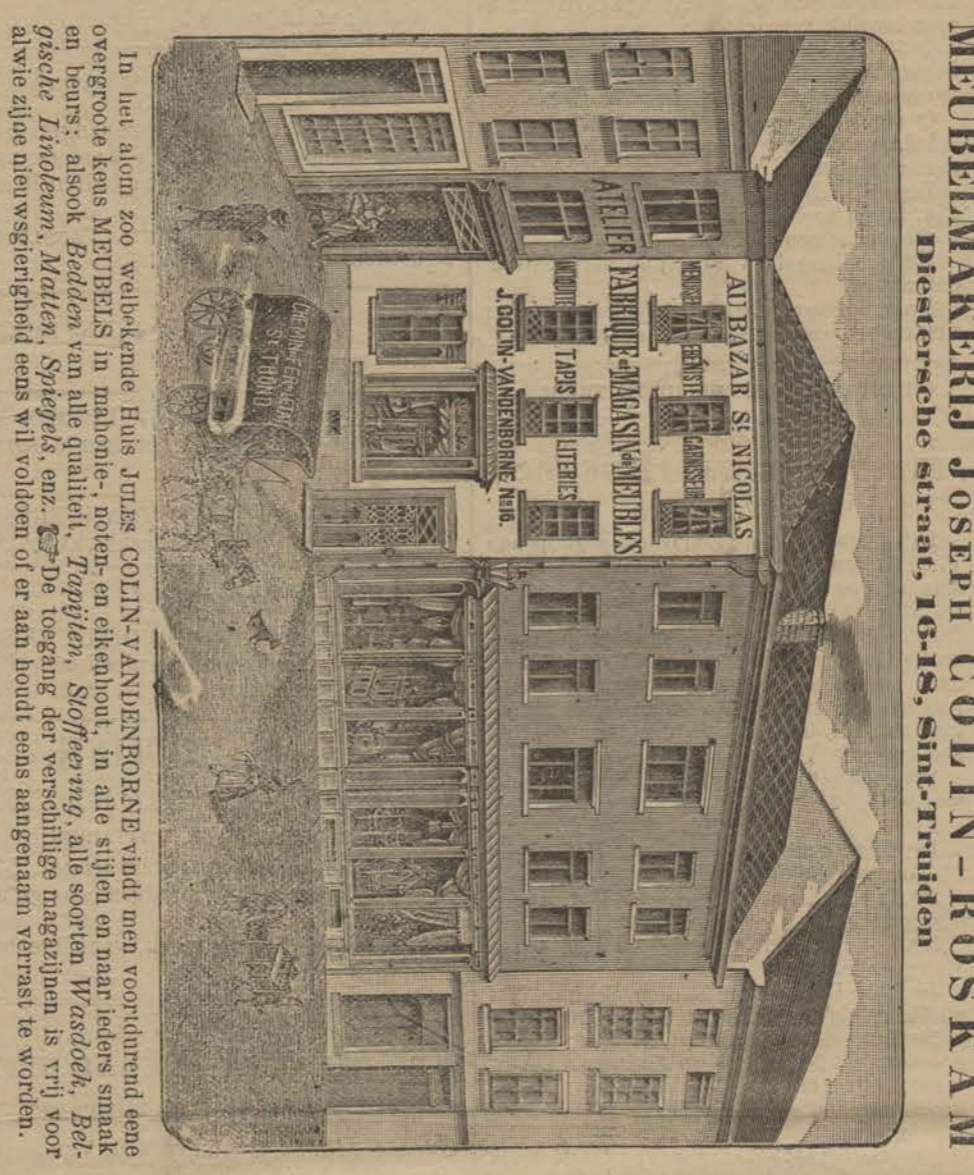 MEUBELMAKERIJ JOSEPH COLIN-ROSKAM
Diestersche straat, 16-18, Sint-Truiden
AU BAZAR St NICOLAS
MENUISIER EBÉNISTE GARNISSEUR
FABRIQUE & MAGASIN de MEUBLES
ANTIQUITÉS TAPIS LITERIES
J. COLIN-VANDENBORNE, No 16.
ATELIER
CHEMIN DE FER
ST. TROND
In het alom zoo welbekende Huis JULES COLIN-VANDENBORNE vindt men voortdurend eene
overgroote keus MEUBELS in mahonie-, noten- en eikenhout, in alle stijlen en naar ieders smaak
en beurs; alsook Bedden van alle qualiteit, Tapijten, Stoffeering, alle soorten Wasdoek, Bel-
gische Linoleum, Matten, Spiegels, enz. ☞ De toegang der verschillige magazijnen is vrij voor
alwie zijne nieuwsgierigheid eens wil voldoen of er aan houdt eens aangenaam verrast te worden.